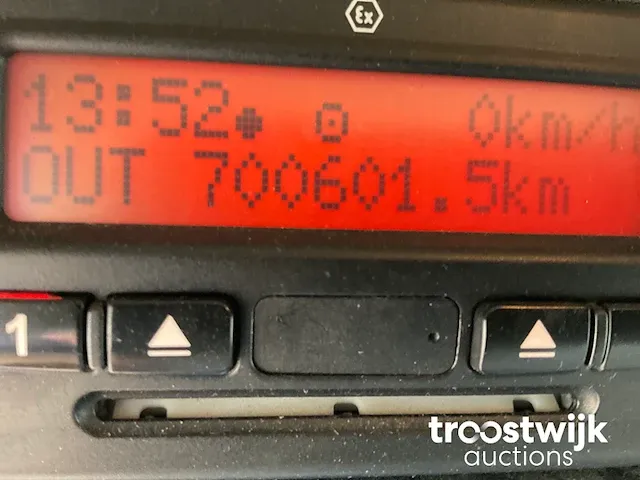 Ex
13:52 0km/h
OUT 700601.5km
1
troostwijk
auctions